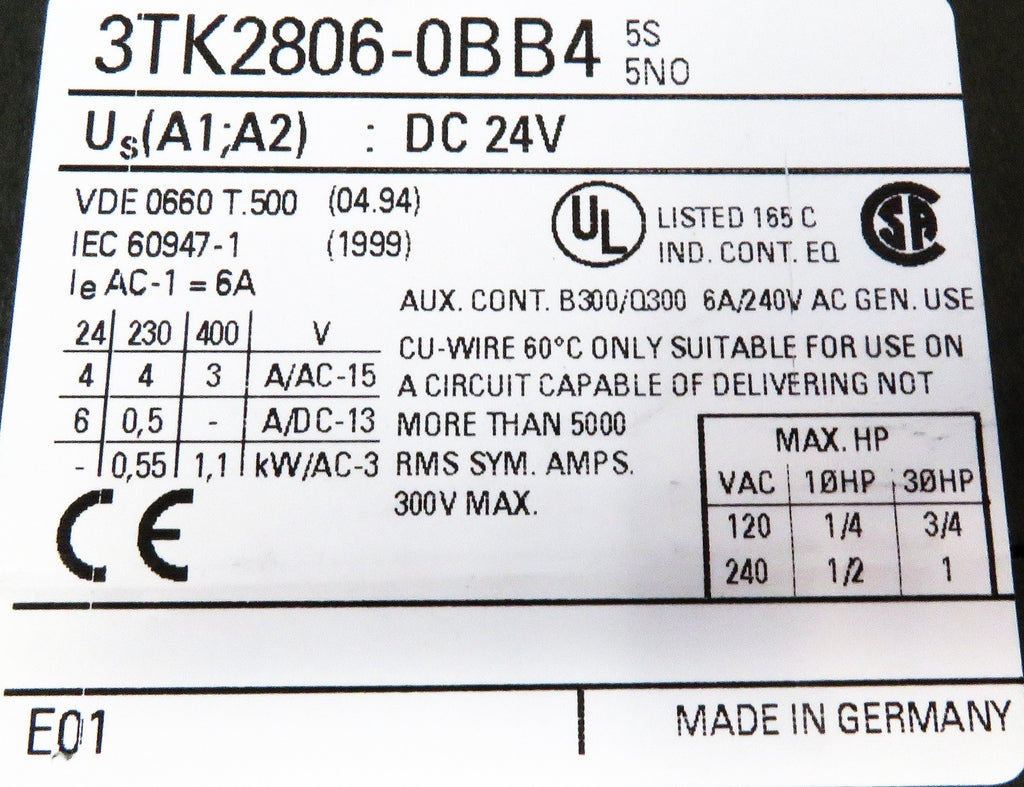 3TK2806-0BB4 5S
5NO
Us(A1;A2) : DC 24V
VDE 0660 T.500 (04.94)
IEC 60947-1 (1999)
Ie AC-1 = 6A
UL LISTED 165 C
IND. CONT. EQ
SA
AUX. CONT. B300/Q300 6A/240V AC GEN. USE
24 230 400 V
4 4 3 A/AC-15
6 0,5 - A/DC-13
- 0,55 1,1 kW/AC-3
CU-WIRE 60°C ONLY SUITABLE FOR USE ON
A CIRCUIT CAPABLE OF DELIVERING NOT
MORE THAN 5000
RMS SYM. AMPS.
300V MAX.
MAX. HP
VAC 1ØHP 3ØHP
120 1/4 3/4
240 1/2 1
CE
E01 MADE IN GERMANY